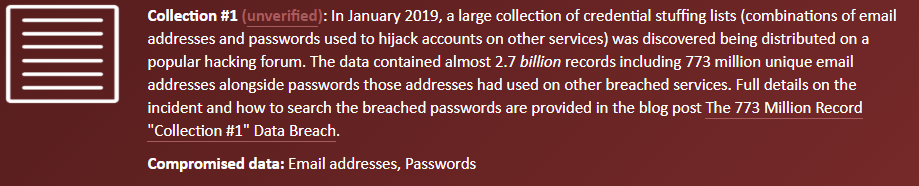 Collection #1 (unverified): In January 2019, a large collection of credential stuffing lists (combinations of email
addresses and passwords used to hijack accounts on other services) was discovered being distributed on a
popular hacking forum. The data contained almost 2.7 billion records including 773 million unique email
addresses alongside passwords those addresses had used on other breached services. Full details on the
incident and how to search the breached passwords are provided in the blog post The 773 Million Record
"Collection #1" Data Breach.
Compromised data: Email addresses, Passwords